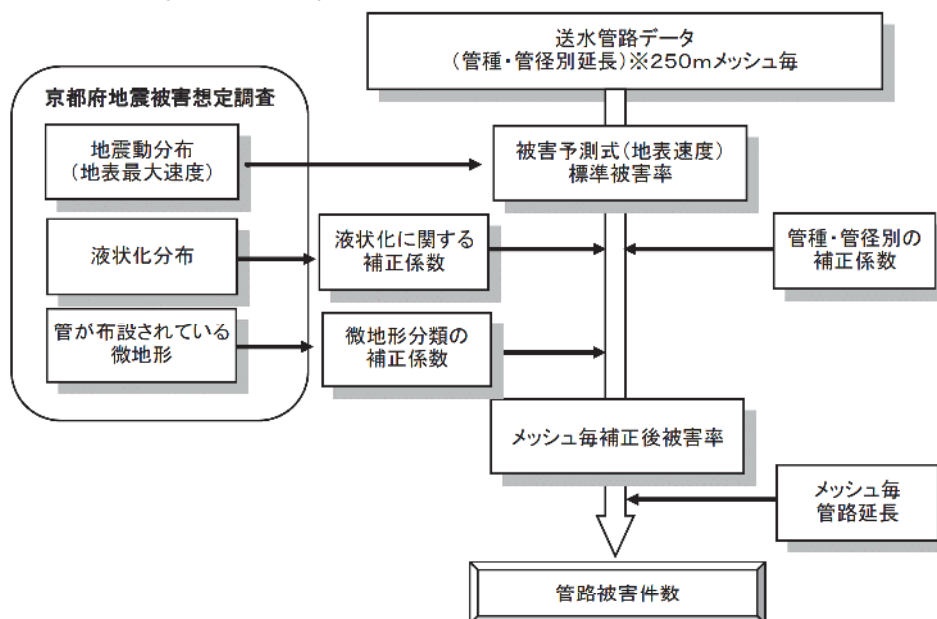 送水管路データ
(管種・管径別延長)※250mメッシュ毎
京都府地震被害想定調査
地震動分布
(地表最大速度)
被害予測式(地表速度)
標準被害率
液状化分布
液状化に関する
補正係数
管種・管径別の
補正係数
管が布設されている
微地形
微地形分類の
補正係数
メッシュ毎補正後被害率
メッシュ毎
管路延長
管路被害件数